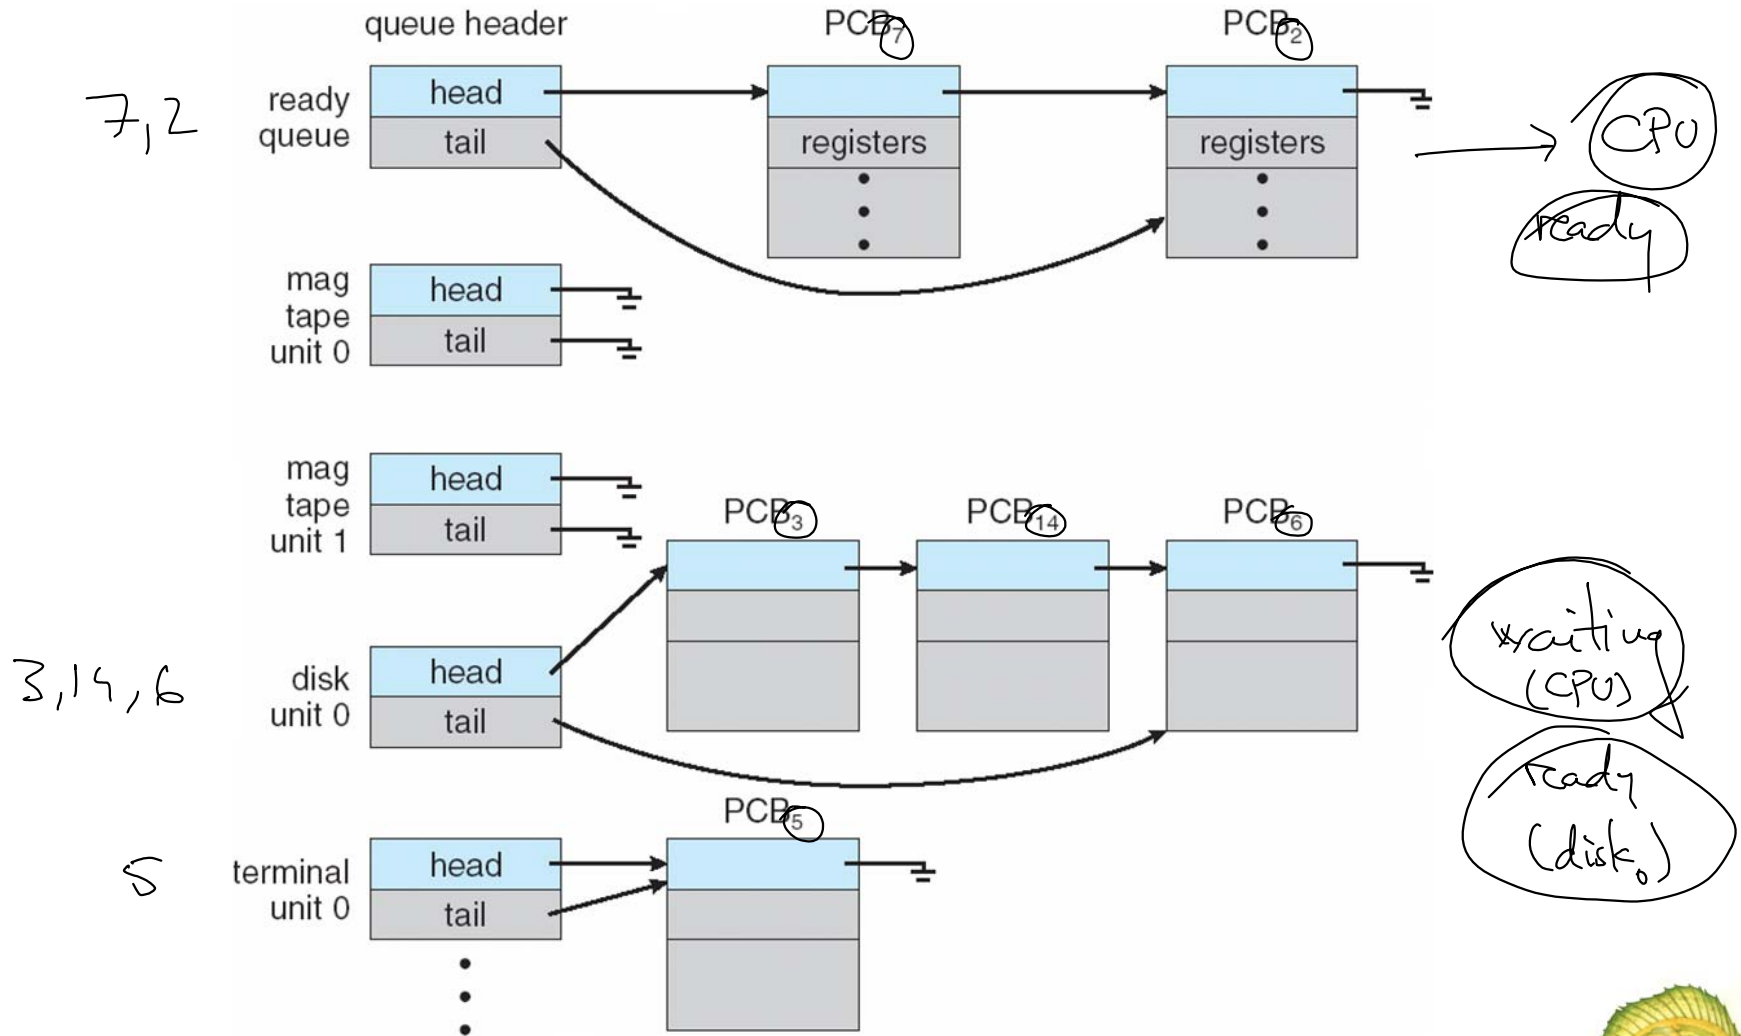 queue header
PCB7
PCB2
7,2
ready
queue
head
tail
registers
registers
CPU
ready
mag
tape
unit 0
head
tail
mag
tape
unit 1
head
tail
PCB3
PCB14
PCB6
3,14,6
disk
unit 0
head
tail
waiting
(CPU)
ready
(disk0)
PCB5
5
terminal
unit 0
head
tail